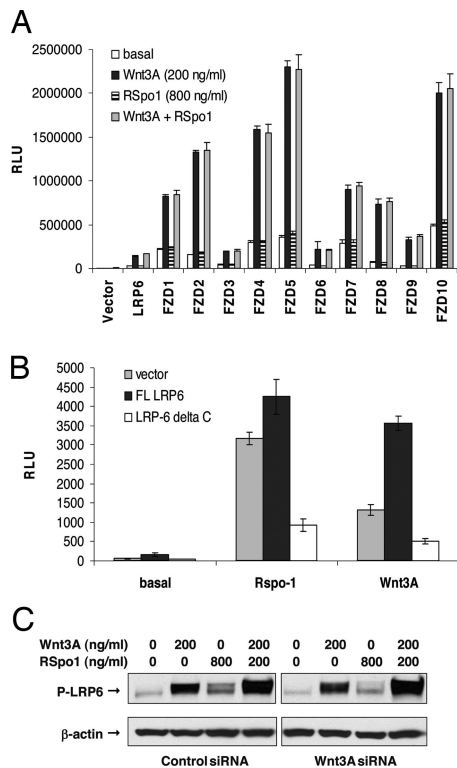 A
2500000
2000000
1500000
1000000
500000
0
RLU
basal
Wnt3A (200 ng/ml)
RSpo1 (800 ng/ml)
Wnt3A + RSpo1
Vector
LRP6
FZD1
FZD2
FZD3
FZD4
FZD5
FZD6
FZD7
FZD8
FZD9
FZD10
B
5000
4500
4000
3500
3000
2500
2000
1500
1000
500
0
RLU
vector
FL LRP6
LRP-6 delta C
basal Rspo-1 Wnt3A
C
Wnt3A (ng/ml) 0 200 0 200 0 200 0 200
RSpo1 (ng/ml) 0 0 800 200 0 0 800 200
P-LRP6 →
β-actin →
Control siRNA Wnt3A siRNA